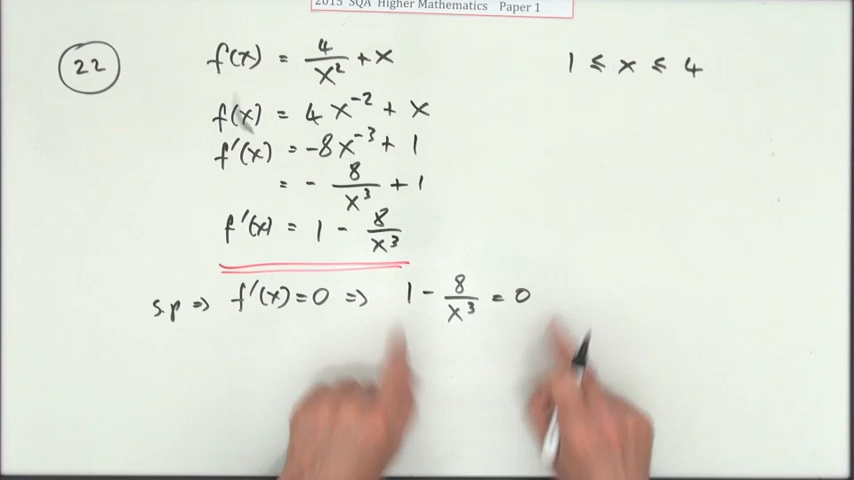 2015 SQA Higher Mathematics Paper 1
22 f(x) = 4/x² + x 1 ≤ x ≤ 4
f(x) = 4x⁻² + x
f'(x) = -8x⁻³ + 1
= - 8/x³ + 1
f'(x) = 1 - 8/x³
s.p ⇒ f'(x) = 0 ⇒ 1 - 8/x³ = 0